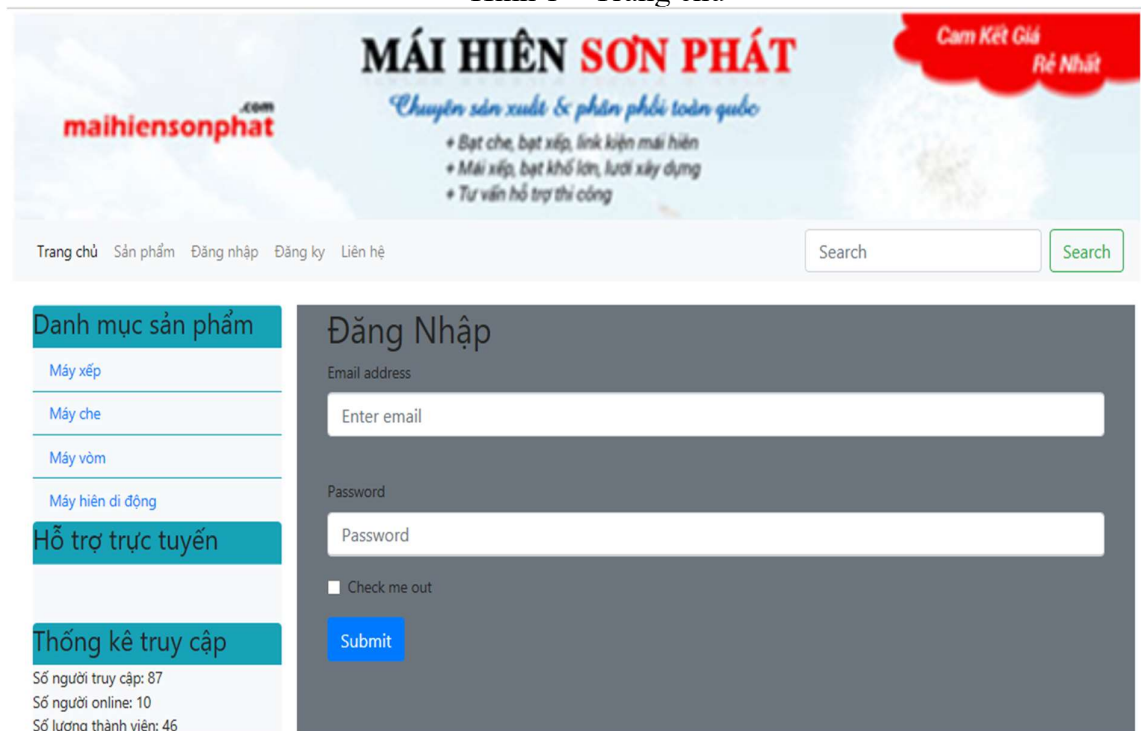 MÁI HIÊN SƠN PHÁT
Cam Kết Giá
Rẻ Nhất
.com
maihiensonphat
Chuyên sản xuất & phân phối toàn quốc
+ Bạt che, bạt xếp, link kiện mái hiên
+ Mái xếp, bạt khổ lớn, lưới xây dựng
+ Tư vấn hỗ trợ thi công
Trang chủ Sản phẩm Đăng nhập Đăng ky Liên hệ Search Search
Danh mục sản phẩm
Máy xếp
Máy che
Máy vòm
Máy hiên di động
Hỗ trợ trực tuyến
Thống kê truy cập
Số người truy cập: 87
Số người online: 10
Số lượng thành viên: 46
Đăng Nhập
Email address
Enter email
Password
Password
Check me out
Submit